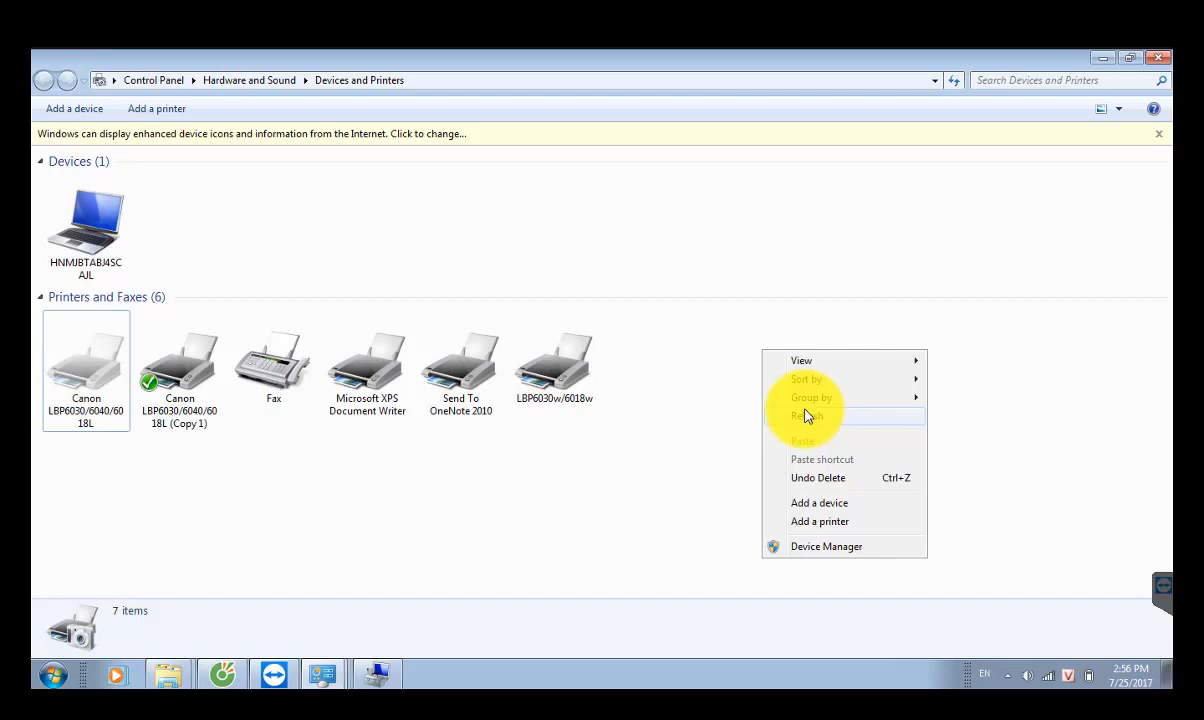 Control Panel Hardware and Sound Devices and Printers
Search Devices and Printers
Add a device Add a printer
Windows can display enhanced device icons and information from the Internet. Click to change...
Devices (1)
HNMJBTABJ4SC
AJL
Printers and Faxes (6)
Canon
LBP6030/6040/60
18L
Canon
LBP6030/6040/60
18L (Copy 1)
Fax
Microsoft XPS
Document Writer
Send To
OneNote 2010
LBP6030w/6018w
View
Sort by
Group by
Refresh
Paste
Paste shortcut
Undo Delete Ctrl+Z
Add a device
Add a printer
Device Manager
7 items
EN
V
2:56 PM
7/25/2017